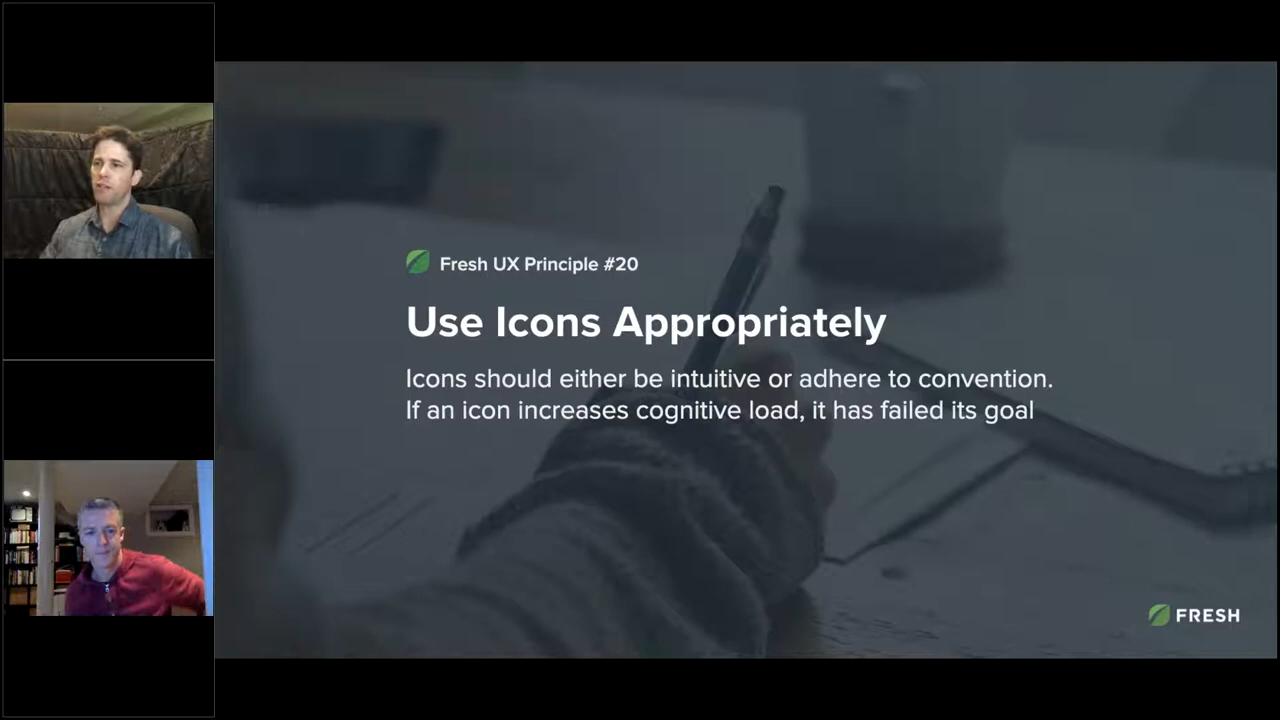 Fresh UX Principle #20
Use Icons Appropriately
Icons should either be intuitive or adhere to convention.
If an icon increases cognitive load, it has failed its goal
FRESH